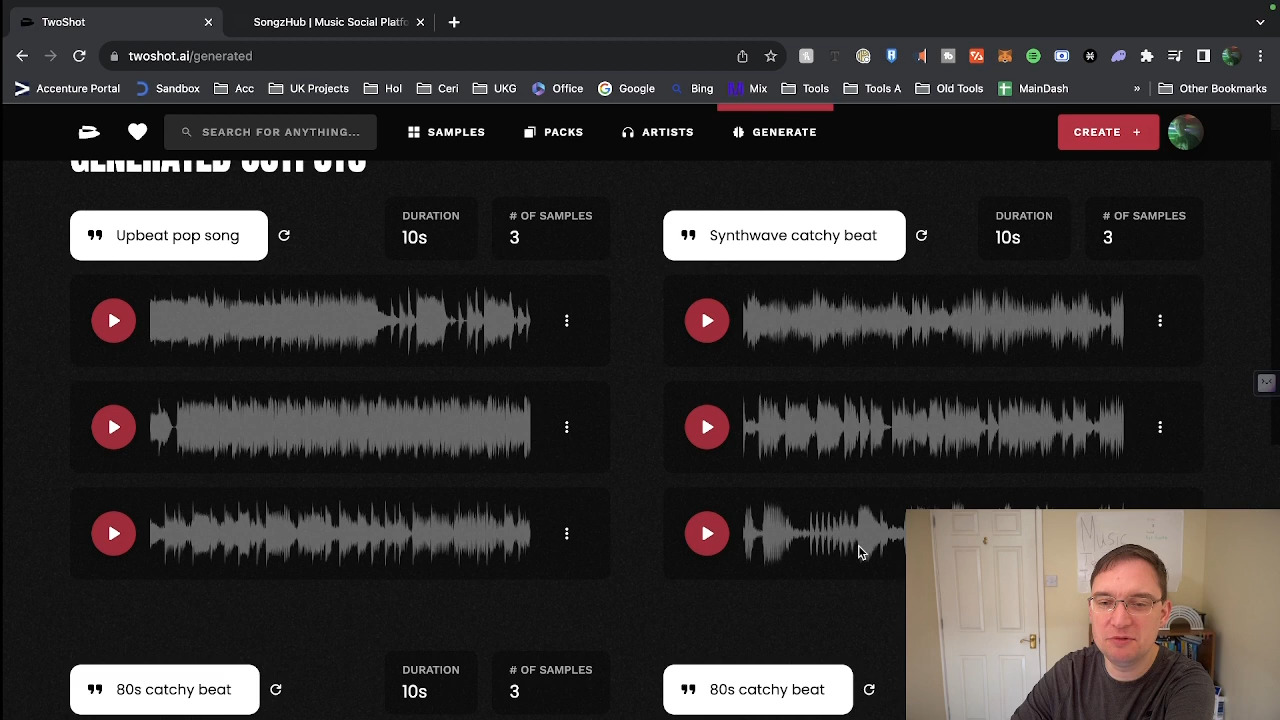 TwoShot
SongzHub | Music Social Platfo
twoshot.ai/generated
Accenture Portal
Sandbox
Acc
UK Projects
Hol
Ceri
UKG
Office
Google
Bing
Mix
Tools
Tools A
Old Tools
MainDash
»
Other Bookmarks
SEARCH FOR ANYTHING...
SAMPLES
PACKS
ARTISTS
GENERATE
CREATE +
GENERATED OUTPUTS
Upbeat pop song
DURATION
10s
# OF SAMPLES
3
Synthwave catchy beat
DURATION
10s
# OF SAMPLES
3
Music
80s catchy beat
DURATION
10s
# OF SAMPLES
3
80s catchy beat